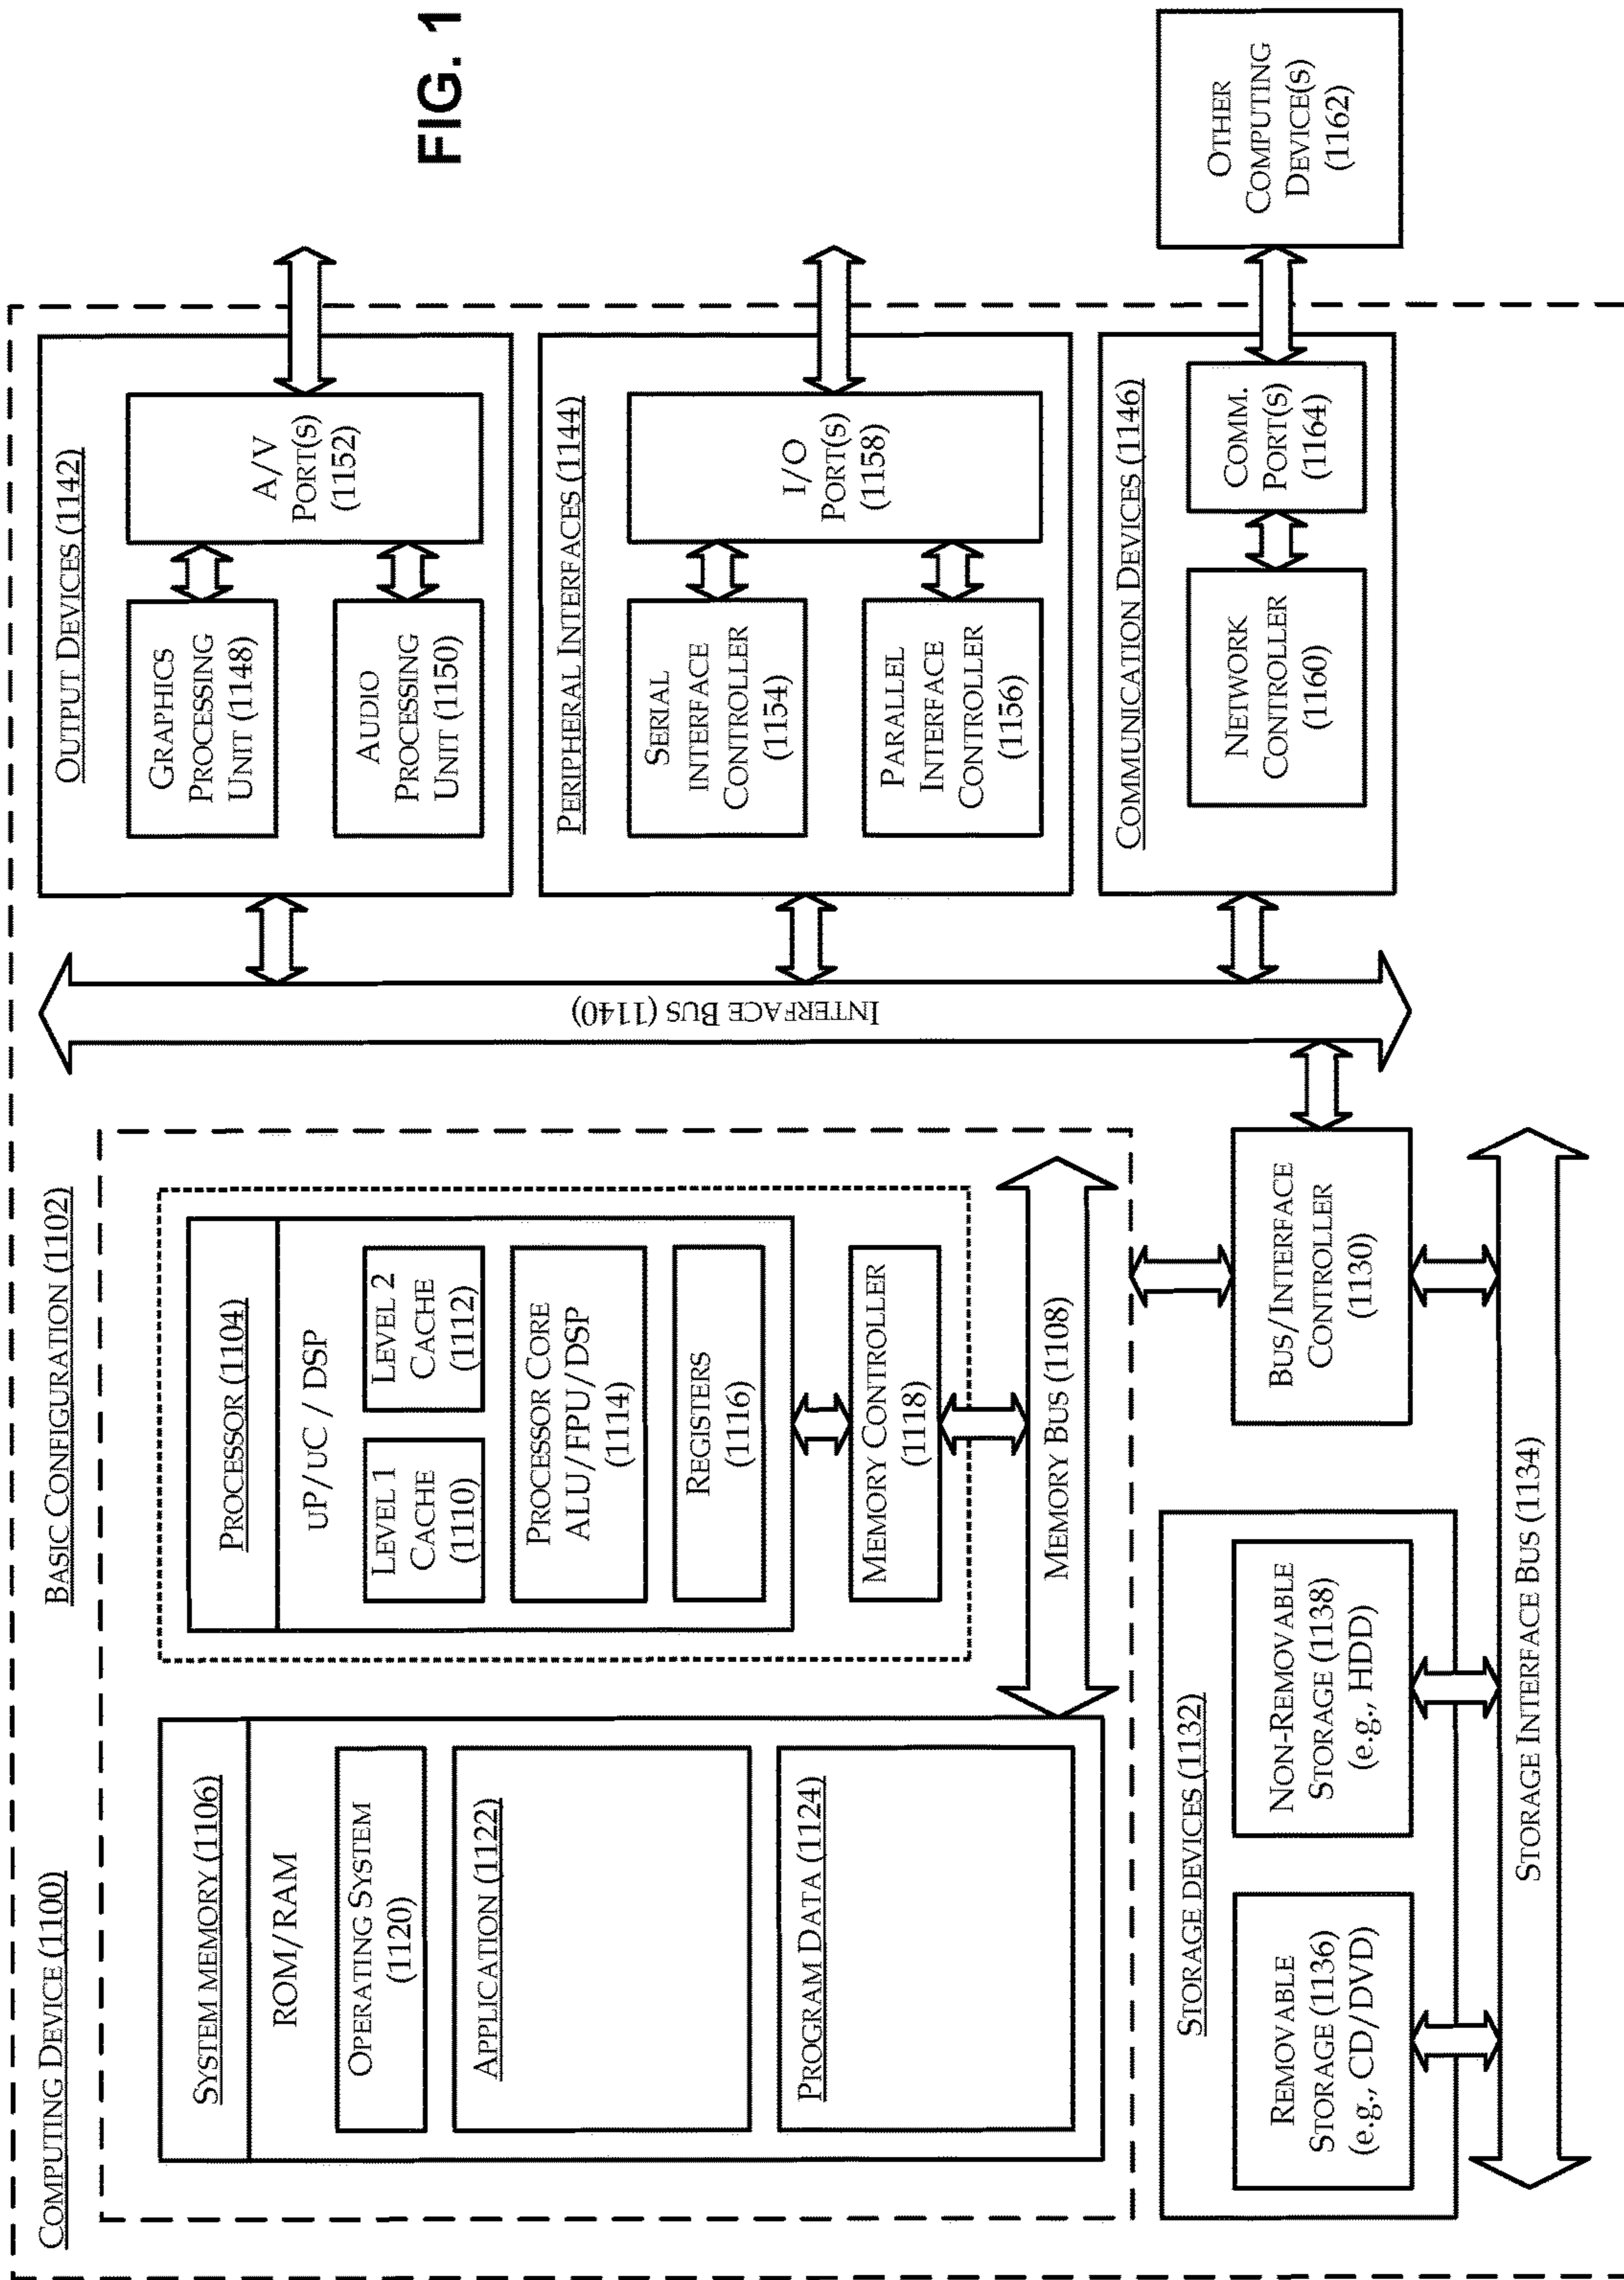 COMPUTING DEVICE (1100)
BASIC CONFIGURATION (1102)
SYSTEM MEMORY (1106)
ROM/RAM
OPERATING SYSTEM
(1120)
APPLICATION (1122)
PROGRAM DATA (1124)
PROCESSOR (1104)
UP/UC / DSP
LEVEL 1
CACHE
(1110)
LEVEL 2
CACHE
(1112)
PROCESSOR CORE
ALU/FPU/DSP
(1114)
REGISTERS
(1116)
MEMORY CONTROLLER
(1118)
MEMORY BUS (1108)
BUS/INTERFACE
CONTROLLER
(1130)
STORAGE DEVICES (1132)
REMOVABLE
STORAGE (1136)
(e.g., CD/DVD)
NON-REMOVABLE
STORAGE (1138)
(e.g., HDD)
STORAGE INTERFACE BUS (1134)
INTERFACE BUS (1140)
OUTPUT DEVICES (1142)
GRAPHICS
PROCESSING
UNIT (1148)
AUDIO
PROCESSING
UNIT (1150)
A/V
PORT(S)
(1152)
PERIPHERAL INTERFACES (1144)
SERIAL
INTERFACE
CONTROLLER
(1154)
PARALLEL
INTERFACE
CONTROLLER
(1156)
I/O
PORT(S)
(1158)
COMMUNICATION DEVICES (1146)
NETWORK
CONTROLLER
(1160)
COMM.
PORT(S)
(1164)
OTHER
COMPUTING
DEVICE(S)
(1162)
FIG. 1